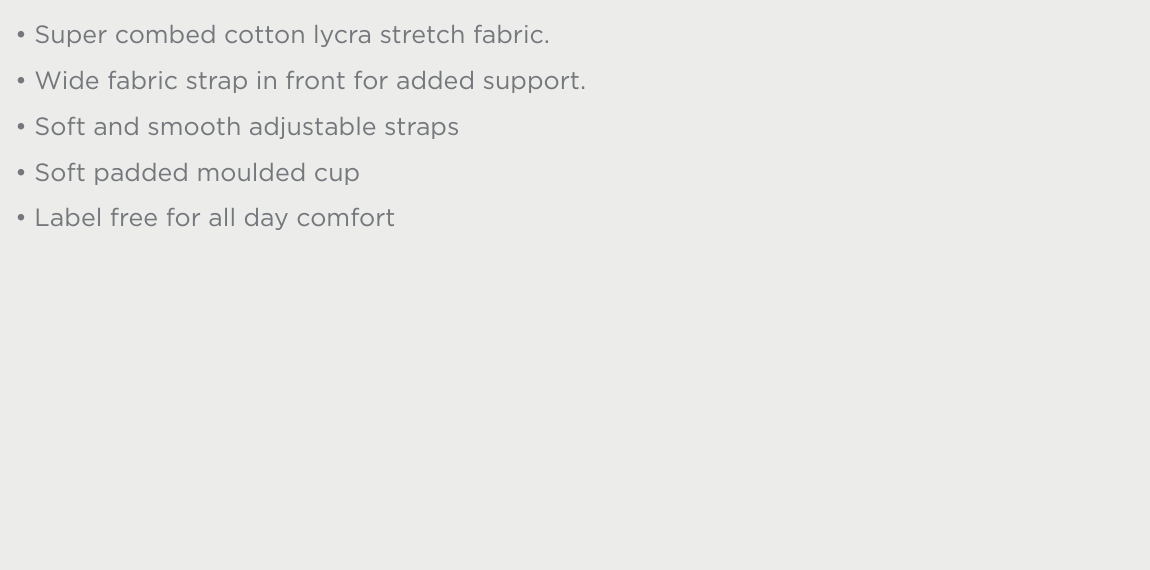 • Super combed cotton lycra stretch fabric.
• Wide fabric strap in front for added support.
• Soft and smooth adjustable straps
• Soft padded moulded cup
• Label free for all day comfort